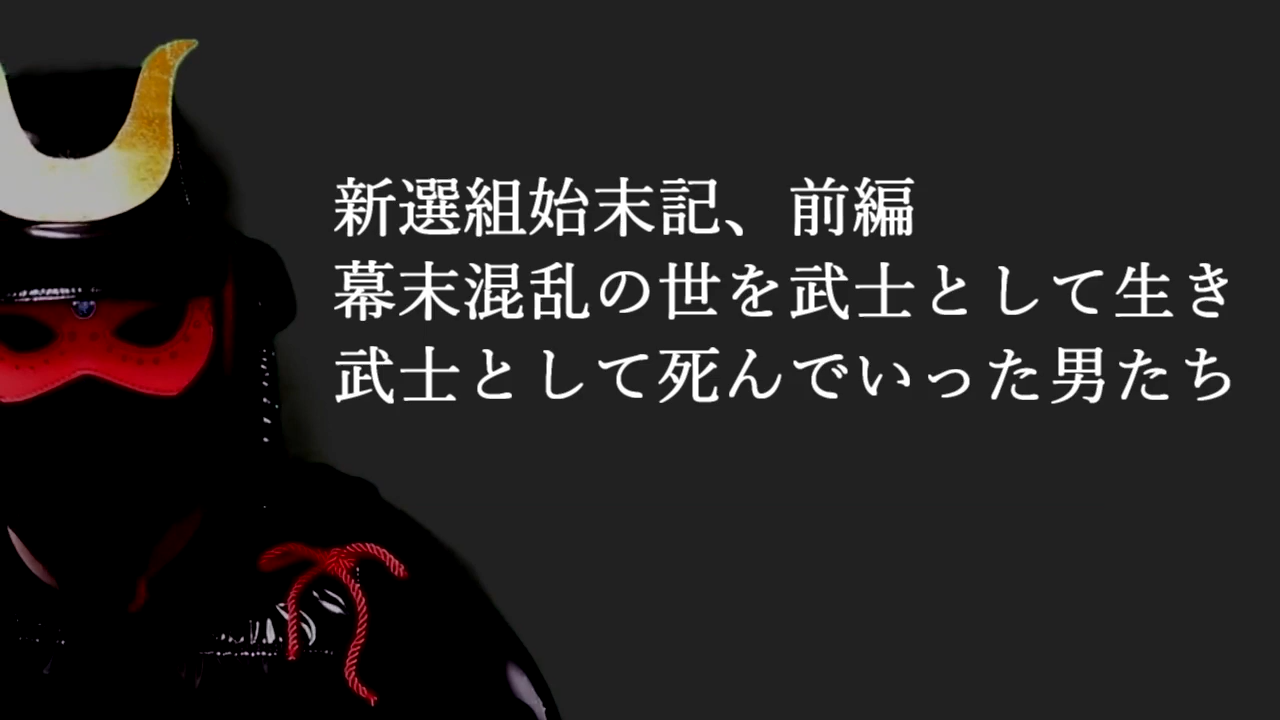 新選組始末記、前編
幕末混乱の世を武士として生き
武士として死んでいった男たち